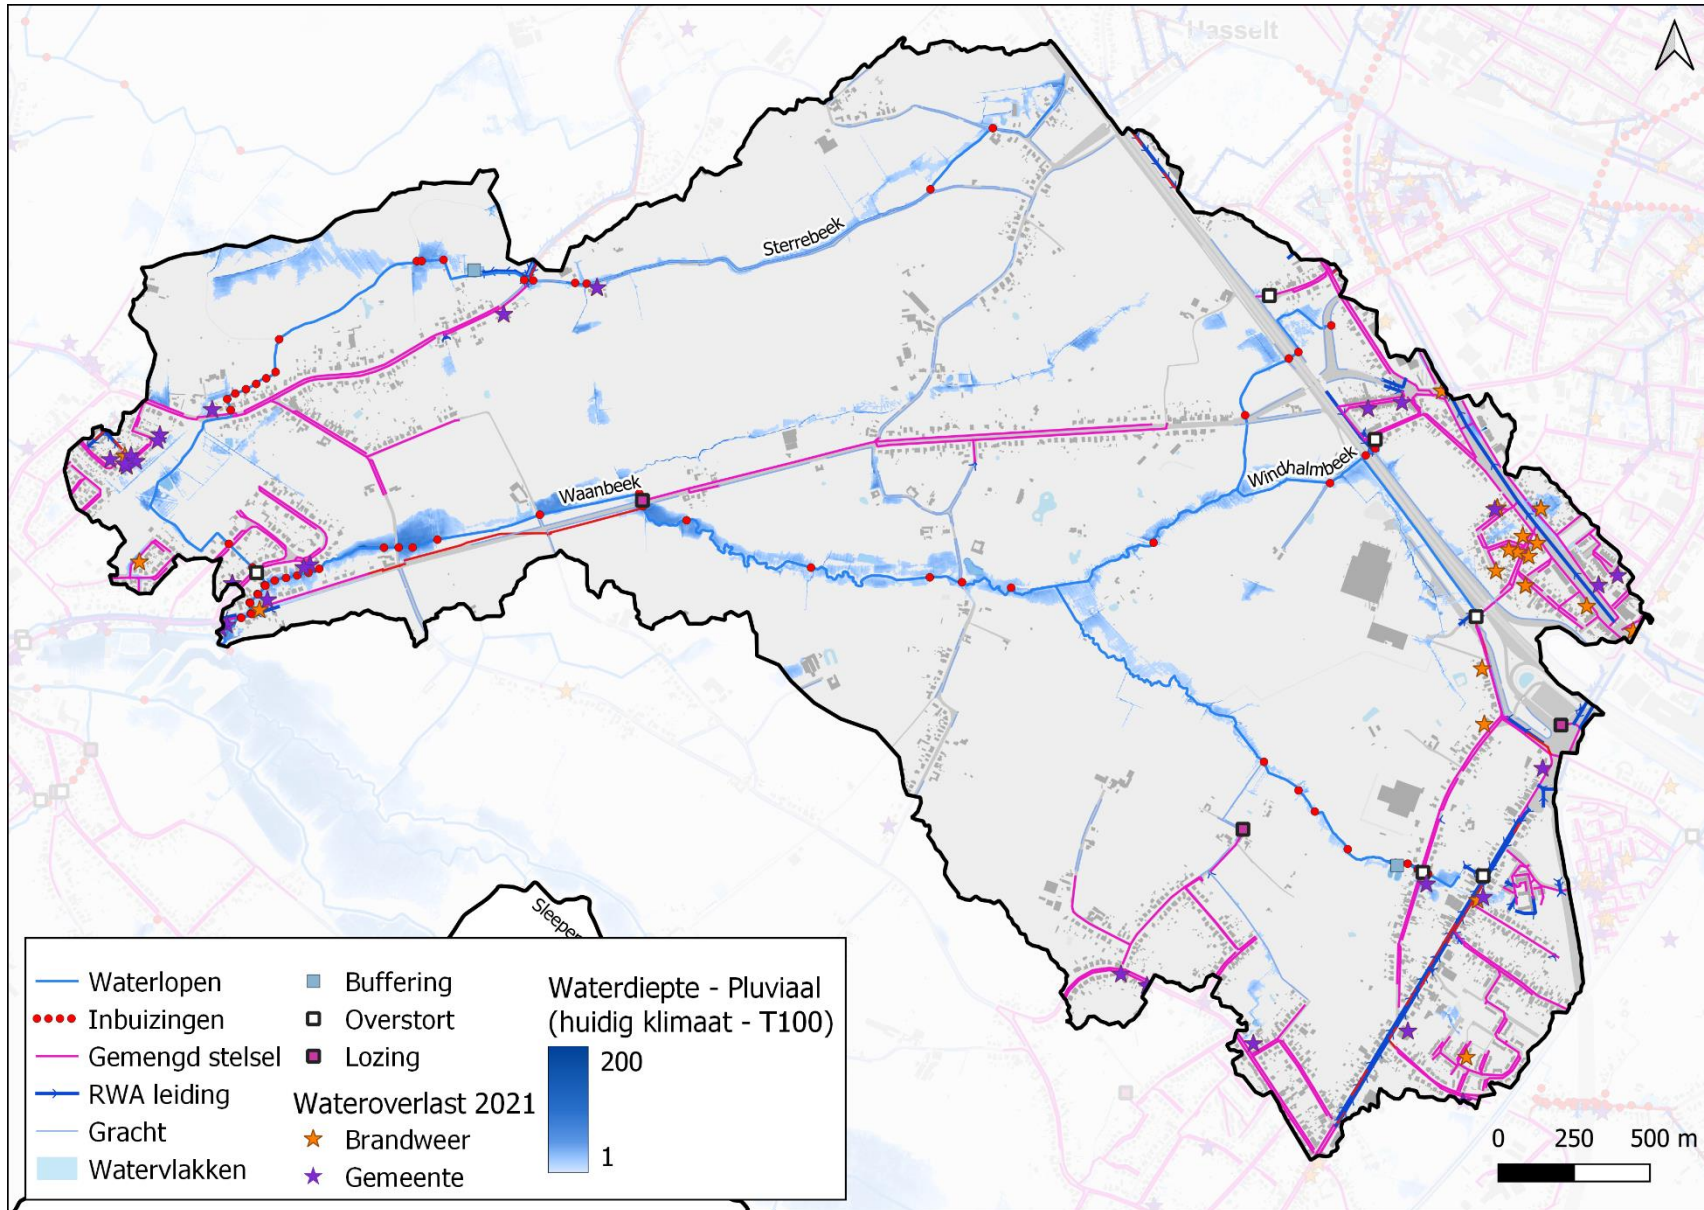 Hasselt
Sterrebeek
Windhalmbeek
Waanbeek
Sleeper
Waterlopen
Inbuizingen
Gemengd stelsel
RWA leiding
Gracht
Watervlakken
Buffering
Overstort
Lozing
Wateroverlast 2021
Brandweer
Gemeente
Waterdiepte - Pluviaal
(huidig klimaat - T100)
200
1
0 250 500 m